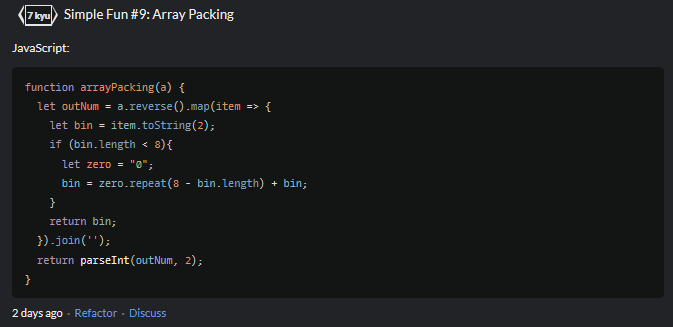 7 kyu Simple Fun #9: Array Packing
JavaScript:
function arrayPacking(a) {
  let outNum = a.reverse().map(item => {
    let bin = item.toString(2);
    if (bin.length < 8){
      let zero = "0";
      bin = zero.repeat(8 - bin.length) + bin;
    }
    return bin;
  }).join('');
  return parseInt(outNum, 2);
}
2 days ago - Refactor - Discuss